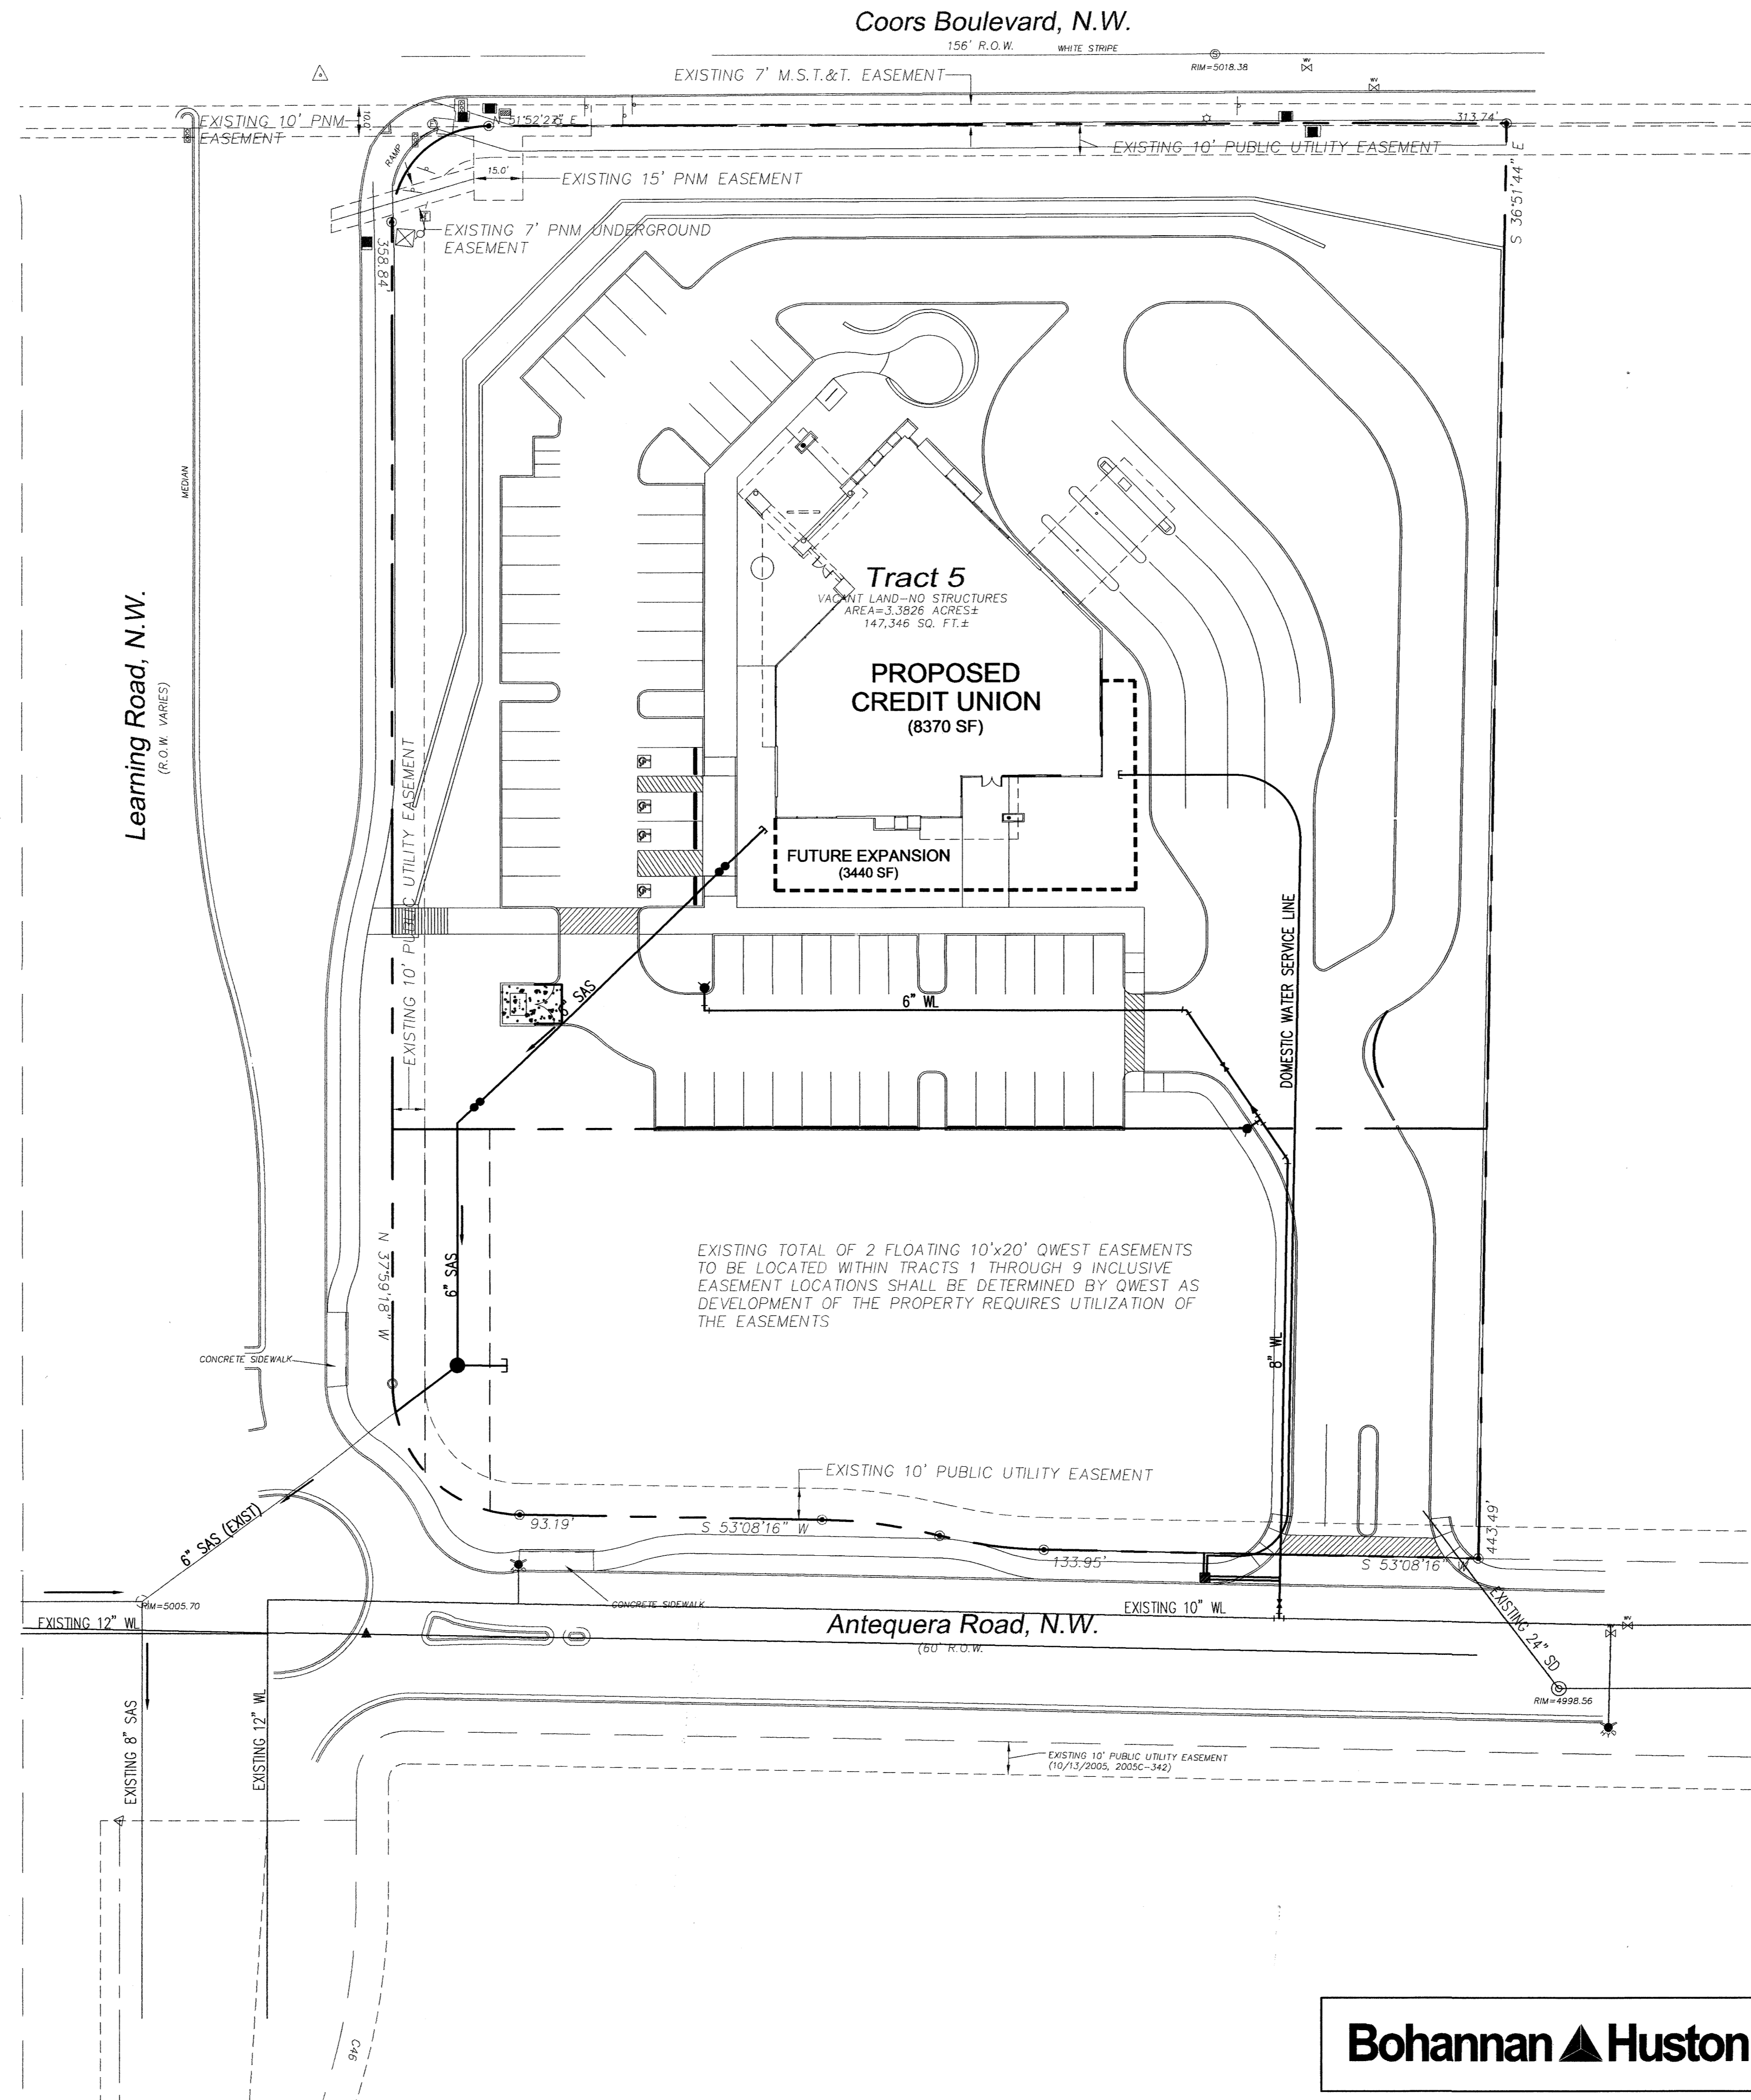 Coors Boulevard, N.W.
156' R.O.W.
WHITE STRIPE
RIM=5018.38
WV
WV
EXISTING 7' M.S.T.&T. EASEMENT
EXISTING 10' PNM
EASEMENT
10.0'
N 51°52'27" E
313.74'
RAMP
15.0'
EXISTING 15' PNM EASEMENT
EXISTING 10' PUBLIC UTILITY EASEMENT
S 36°51'44" E
EXISTING 7' PNM UNDERGROUND
EASEMENT
358.84'
MEDIAN
Learning Road, N.W.
(R.O.W. VARIES)
Tract 5
VACANT LAND-NO STRUCTURES
AREA=3.3826 ACRES±
147,346 SQ. FT.±
PROPOSED
CREDIT UNION
(8370 SF)
FUTURE EXPANSION
(3440 SF)
EXISTING 10' PUBLIC UTILITY EASEMENT
SAS
6" WL
DOMESTIC WATER SERVICE LINE
N 37°59'18" W
6" SAS
EXISTING TOTAL OF 2 FLOATING 10'x20' QWEST EASEMENTS
TO BE LOCATED WITHIN TRACTS 1 THROUGH 9 INCLUSIVE
EASEMENT LOCATIONS SHALL BE DETERMINED BY QWEST AS
DEVELOPMENT OF THE PROPERTY REQUIRES UTILIZATION OF
THE EASEMENTS
8" WL
CONCRETE SIDEWALK
EXISTING 10' PUBLIC UTILITY EASEMENT
93.19'
S 53°08'16" W
133.95'
S 53°08'16" W
443.49'
6" SAS (EXIST)
RIM=5005.70
EXISTING 12" WL
CONCRETE SIDEWALK
Antequera Road, N.W.
(60' R.O.W.
EXISTING 10" WL
WV
EXISTING 24" SD
RIM=4998.56
HYD
EXISTING 8" SAS
EXISTING 12" WL
EXISTING 10' PUBLIC UTILITY EASEMENT
(10/13/2005, 2005C-342)
C46
Bohannan Huston